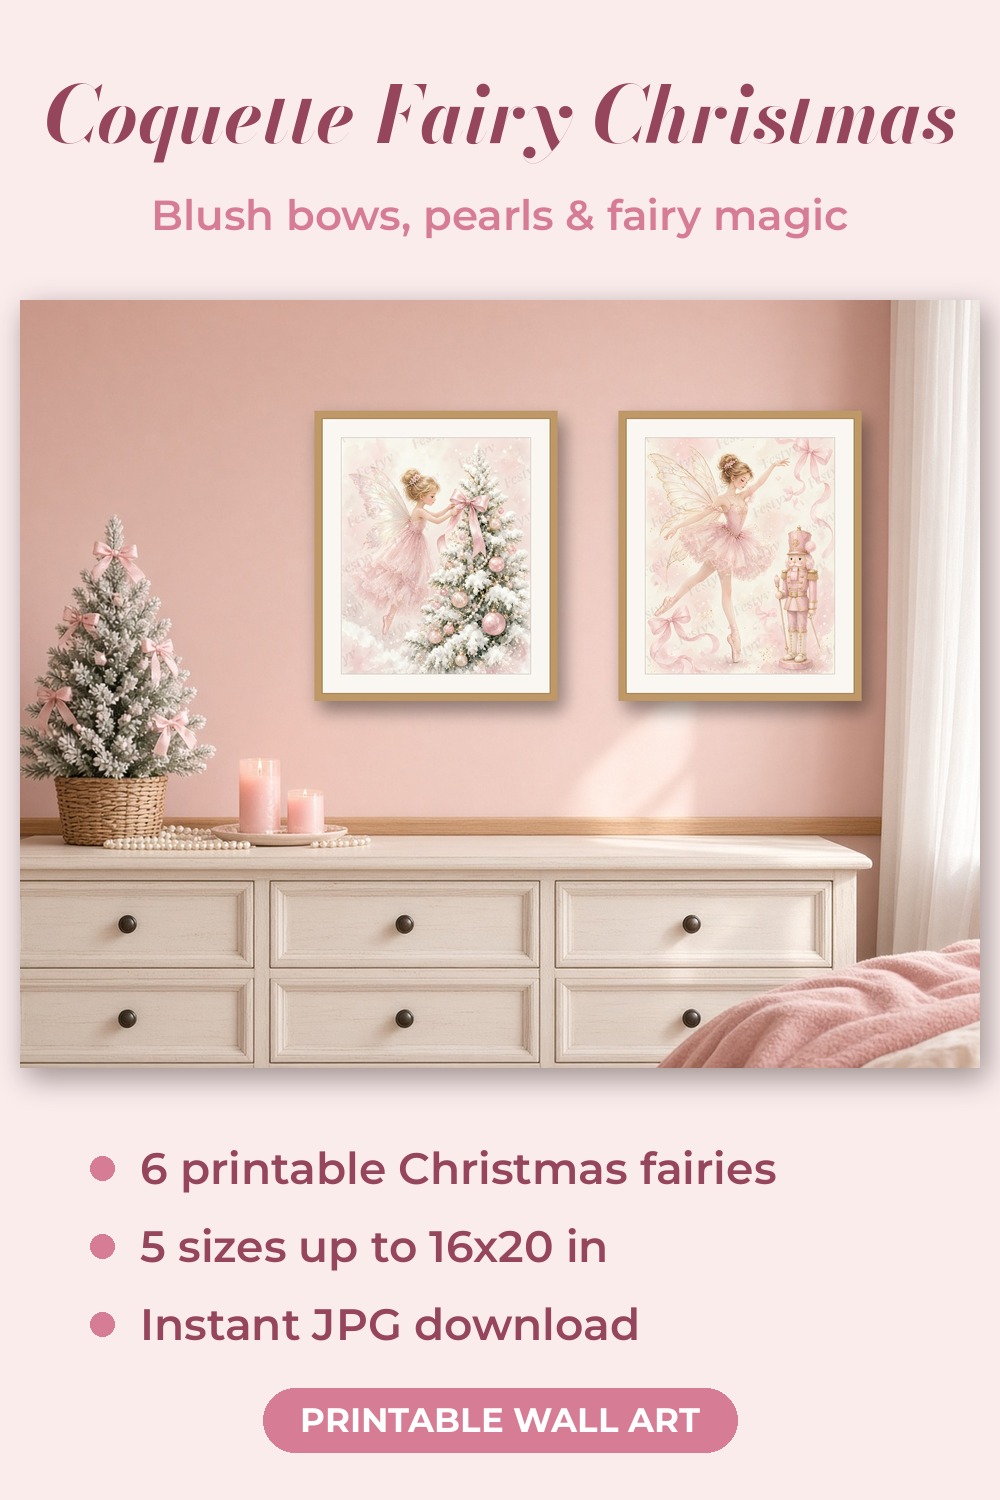 Coquette Fairy Christmas
Blush bows, pearls & fairy magic
6 printable Christmas fairies
5 sizes up to 16x20 in
Instant JPG download
PRINTABLE WALL ART